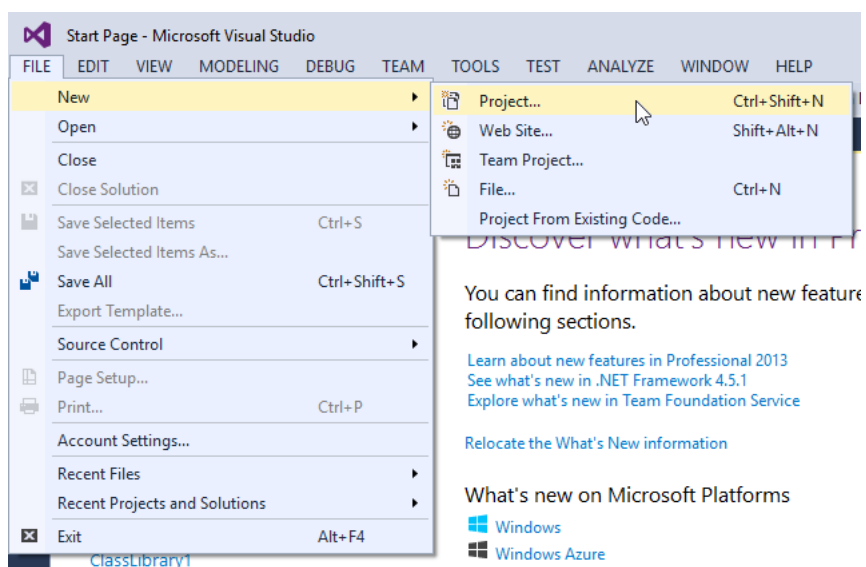 Start Page - Microsoft Visual Studio
FILE EDIT VIEW MODELING DEBUG TEAM TOOLS TEST ANALYZE WINDOW HELP
New
Open
Close
Close Solution
Save Selected Items Ctrl+S
Save Selected Items As...
Save All Ctrl+Shift+S
Export Template...
Source Control
Page Setup...
Print... Ctrl+P
Account Settings...
Recent Files
Recent Projects and Solutions
Exit Alt+F4
ClassLibrary1
Project... Ctrl+Shift+N
Web Site... Shift+Alt+N
Team Project...
File... Ctrl+N
Project From Existing Code...
Discover what's new in Pr
You can find information about new feature
following sections.
Learn about new features in Professional 2013
See what's new in .NET Framework 4.5.1
Explore what's new in Team Foundation Service
Relocate the What's New information
What's new on Microsoft Platforms
Windows
Windows Azure